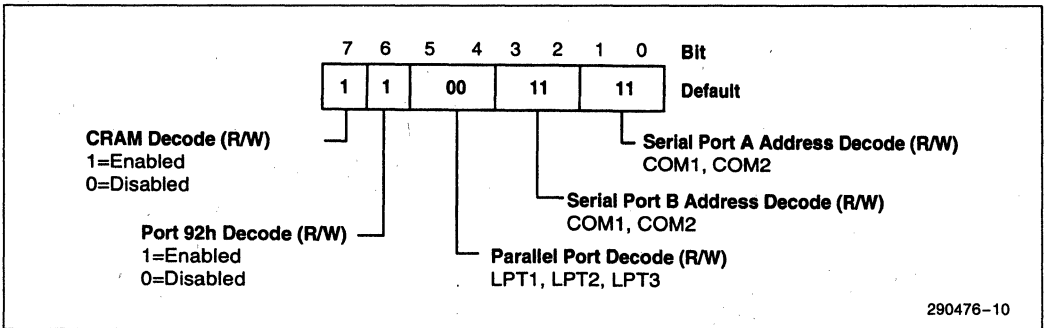 7 6 5 4 3 2 1 0 Bit
1 1 00 11 11 Default
CRAM Decode (R/W)
1=Enabled
0=Disabled
Serial Port A Address Decode (R/W)
COM1, COM2
Serial Port B Address Decode (R/W)
COM1, COM2
Port 92h Decode (R/W)
1=Enabled
0=Disabled
Parallel Port Decode (R/W)
LPT1, LPT2, LPT3
290476-10